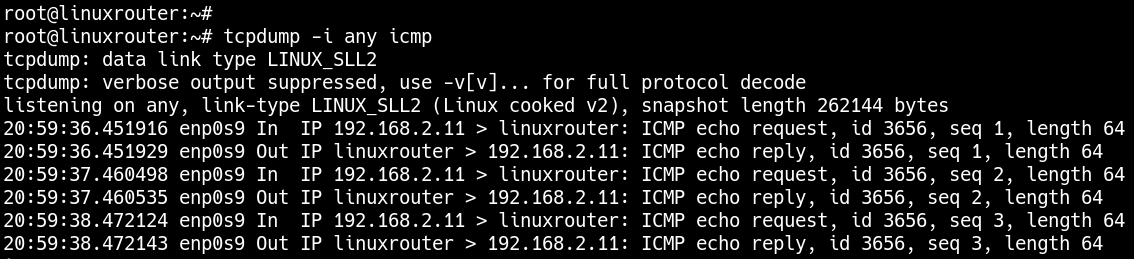 root@linuxrouter:~#
root@linuxrouter:~# tcpdump -i any icmp
tcpdump: data link type LINUX_SLL2
tcpdump: verbose output suppressed, use -v[v]... for full protocol decode
listening on any, link-type LINUX_SLL2 (Linux cooked v2), snapshot length 262144 bytes
20:59:36.451916 enp0s9 In  IP 192.168.2.11 > linuxrouter: ICMP echo request, id 3656, seq 1, length 64
20:59:36.451929 enp0s9 Out IP linuxrouter > 192.168.2.11: ICMP echo reply, id 3656, seq 1, length 64
20:59:37.460498 enp0s9 In  IP 192.168.2.11 > linuxrouter: ICMP echo request, id 3656, seq 2, length 64
20:59:37.460535 enp0s9 Out IP linuxrouter > 192.168.2.11: ICMP echo reply, id 3656, seq 2, length 64
20:59:38.472124 enp0s9 In  IP 192.168.2.11 > linuxrouter: ICMP echo request, id 3656, seq 3, length 64
20:59:38.472143 enp0s9 Out IP linuxrouter > 192.168.2.11: ICMP echo reply, id 3656, seq 3, length 64